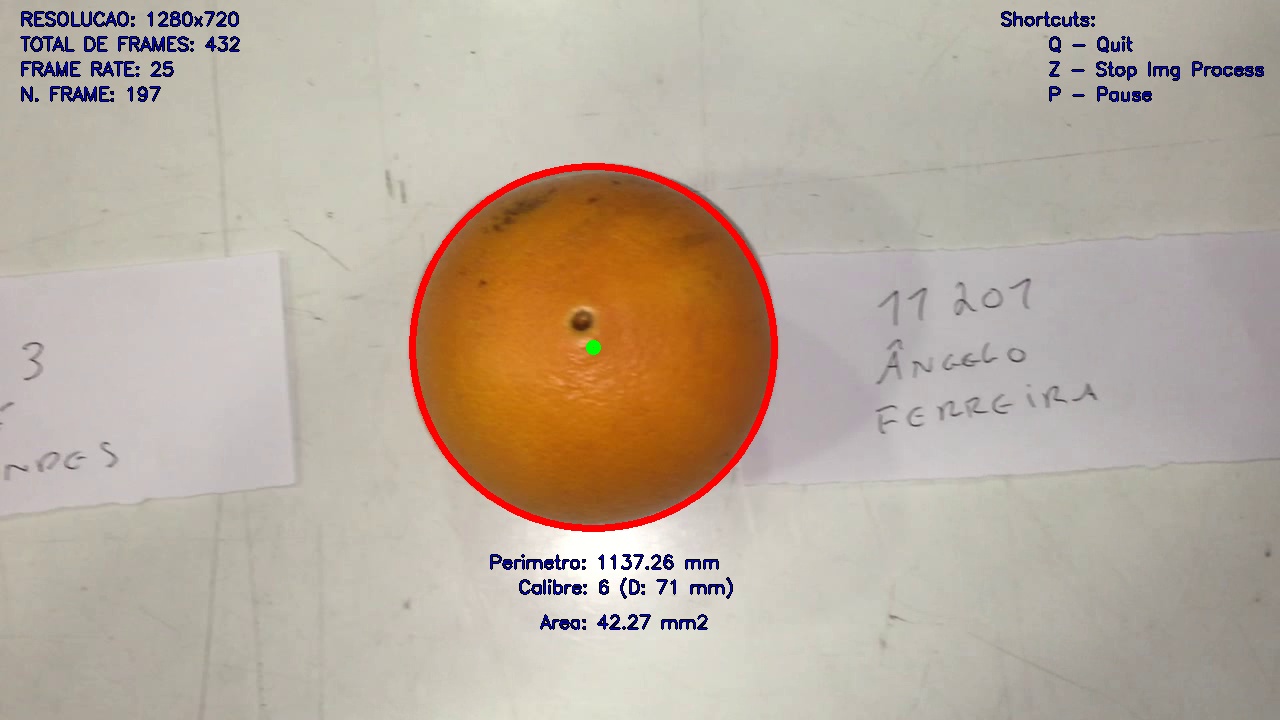 RESOLUCAO: 1280x720
TOTAL DE FRAMES: 432
FRAME RATE: 25
N. FRAME: 197
Shortcuts:
Q - Quit
Z - Stop Img Process
P - Pause
3
NDES
11 201
ÂNGELO
FERREIRA
Perimetro: 1137.26 mm
Calibre: 6 (D: 71 mm)
Area: 42.27 mm2